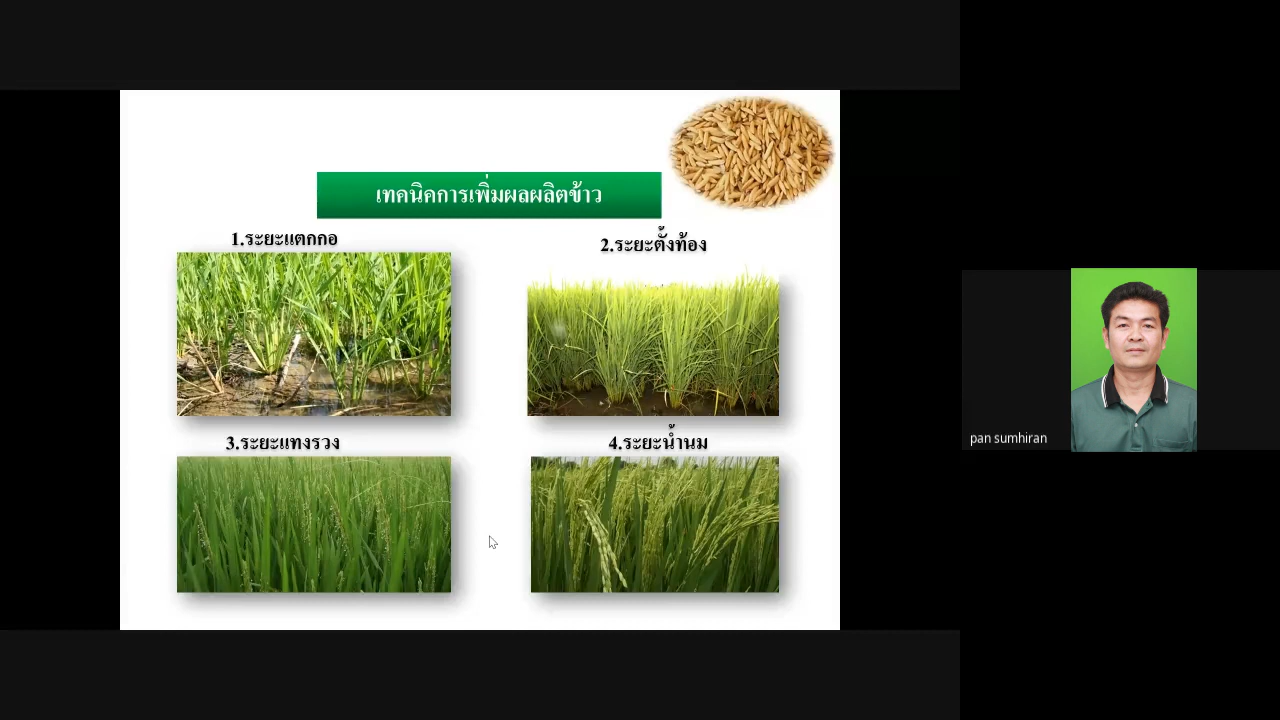 เทคนิคการเพิ่มผลผลิตข้าว
1.ระยะแตกกอ
2.ระยะตั้งท้อง
3.ระยะแทงรวง
4.ระยะน้ำนม
pan sumhiran